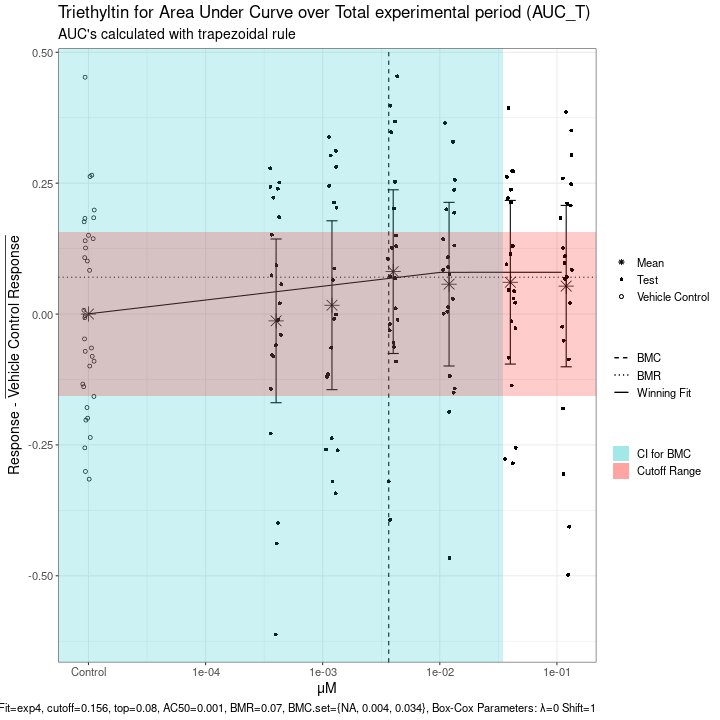 Triethyltin for Area Under Curve over Total experimental period (AUC_T)
AUC's calculated with trapezoidal rule
Response - Vehicle Control Response
0.50
0.25
0.00
-0.25
-0.50
Control
1e-04
1e-03
1e-02
1e-01
μM
Mean
Test
Vehicle Control
BMC
BMR
Winning Fit
CI for BMC
Cutoff Range
Fit=exp4, cutoff=0.156, top=0.08, AC50=0.001, BMR=0.07, BMC.set={NA, 0.004, 0.034}, Box-Cox Parameters: λ=0 Shift=1